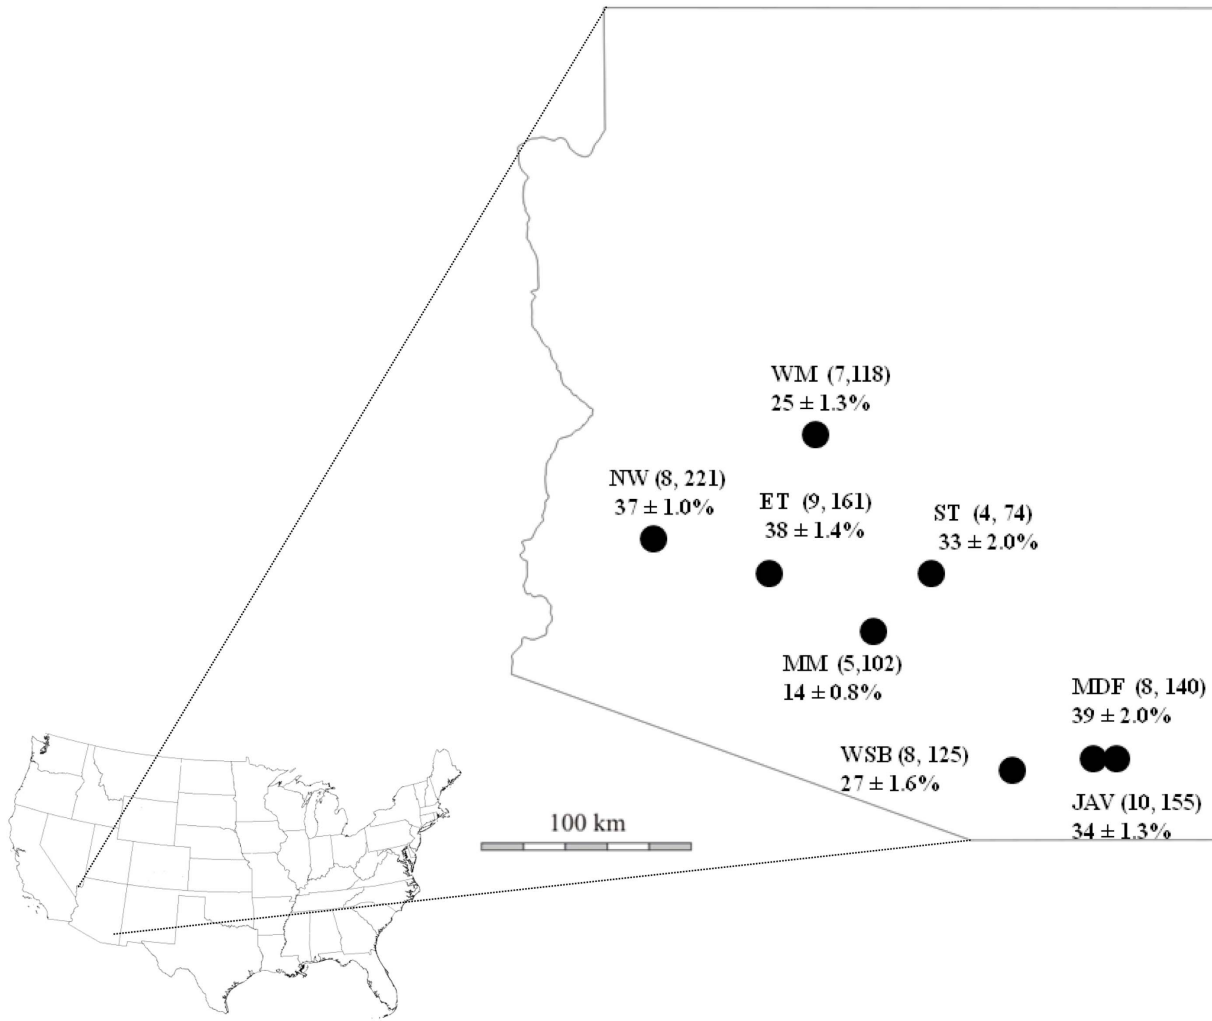 WM (7,118)
25 ± 1.3%
NW (8, 221)
37 ± 1.0%
ET (9, 161)
38 ± 1.4%
ST (4, 74)
33 ± 2.0%
MM (5,102)
14 ± 0.8%
MDF (8, 140)
39 ± 2.0%
WSB (8, 125)
27 ± 1.6%
JAV (10, 155)
34 ± 1.3%
100 km